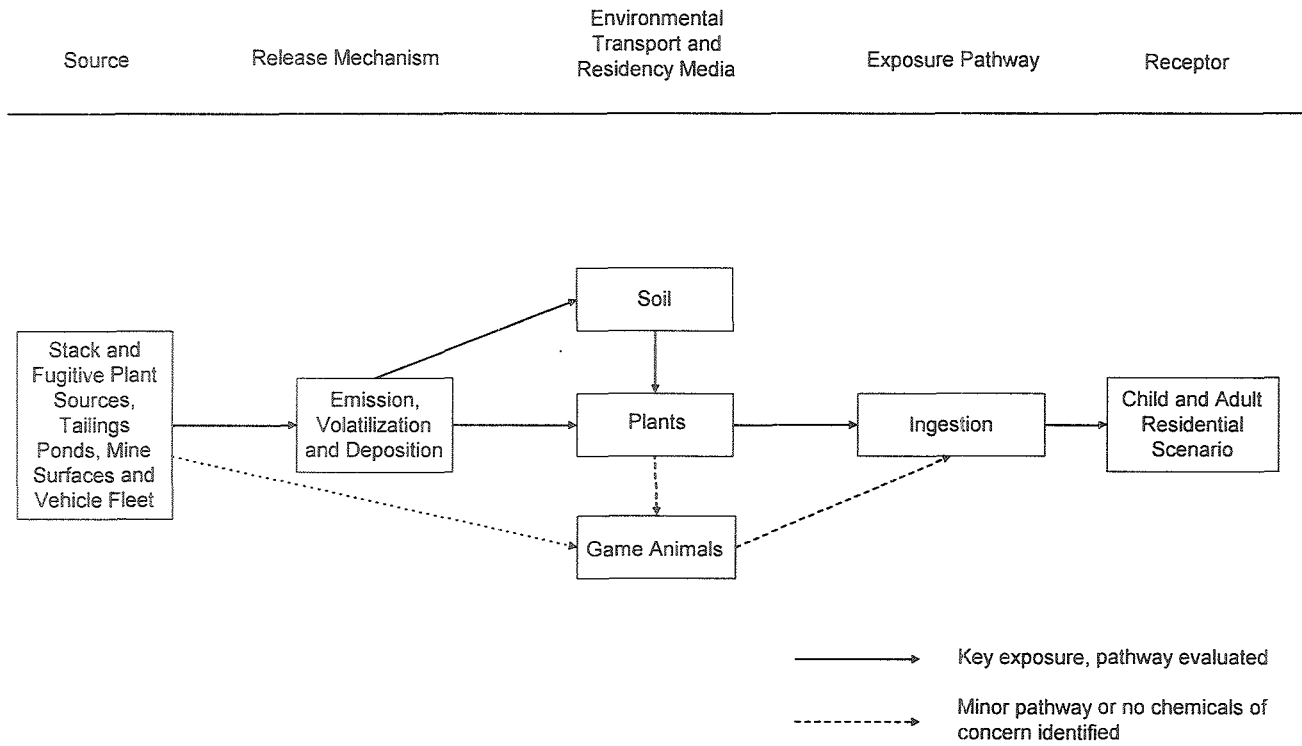 Source
Release Mechanism
Environmental
Transport and
Residency Media
Exposure Pathway
Receptor
Soil
Stack and
Fugitive Plant
Sources,
Tailings
Ponds, Mine
Surfaces and
Vehicle Fleet
Emission,
Volatilization
and Deposition
Plants
Ingestion
Child and Adult
Residential
Scenario
Game Animals
Key exposure, pathway evaluated
Minor pathway or no chemicals of
concern identified